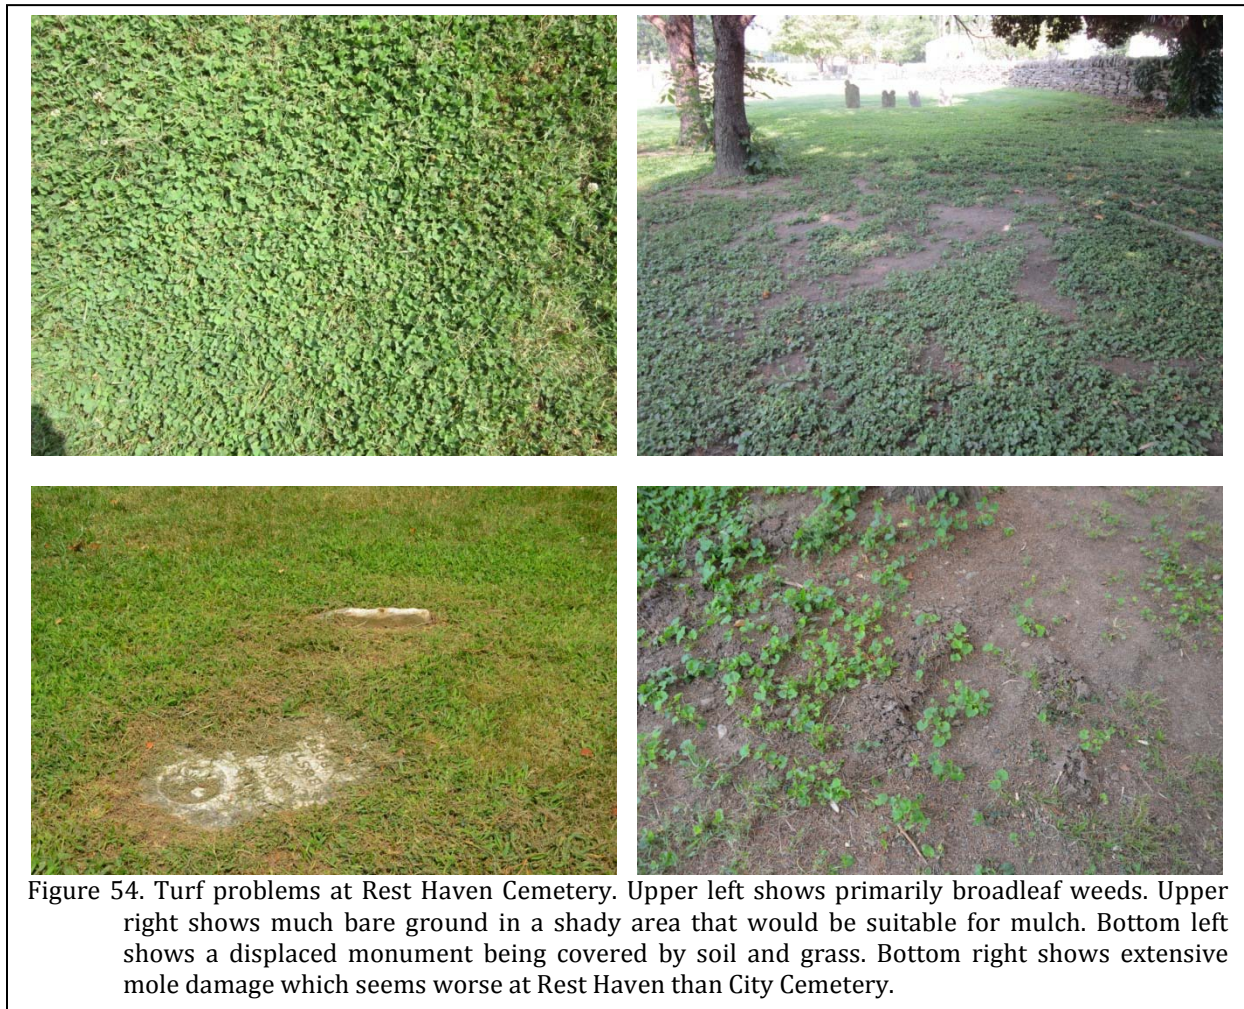 Figure 54. Turf problems at Rest Haven Cemetery. Upper left shows primarily broadleaf weeds. Upper
right shows much bare ground in a shady area that would be suitable for mulch. Bottom left
shows a displaced monument being covered by soil and grass. Bottom right shows extensive
mole damage which seems worse at Rest Haven than City Cemetery.